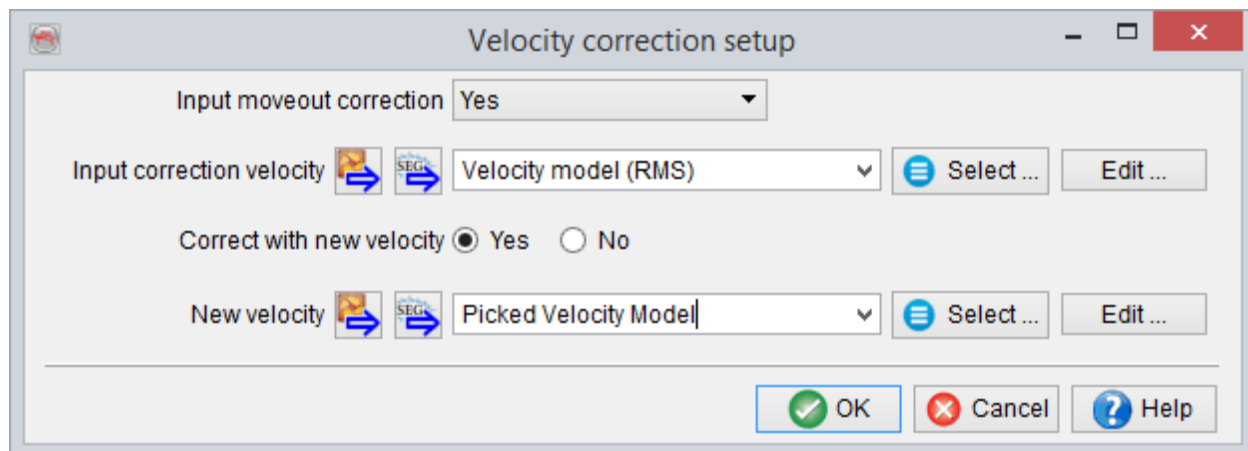 Velocity correction setup
Input moveout correction Yes
Input correction velocity SEG Velocity model (RMS) Select ... Edit ...
Correct with new velocity Yes No
New velocity SEG Picked Velocity Model Select ... Edit ...
OK Cancel Help